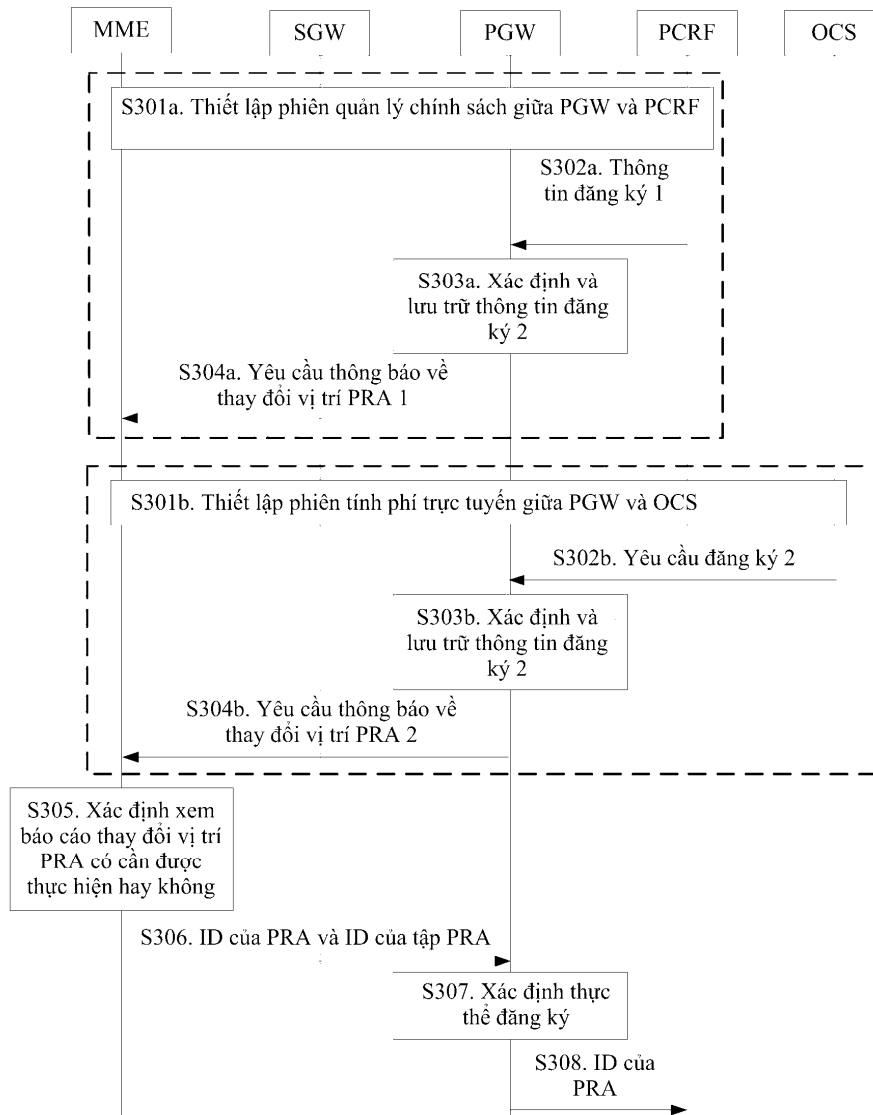 MME SGW PGW PCRF OCS
S301a. Thiết lập phiên quản lý chính sách giữa PGW và PCRF
S302a. Thông
tin đăng ký 1
S303a. Xác định và
lưu trữ thông tin đăng
ký 2
S304a. Yêu cầu thông báo về
thay đổi vị trí PRA 1
S301b. Thiết lập phiên tính phí trực tuyến giữa PGW và OCS
S302b. Yêu cầu đăng ký 2
S303b. Xác định và
lưu trữ thông tin đăng
ký 2
S304b. Yêu cầu thông báo về
thay đổi vị trí PRA 2
S305. Xác định xem
báo cáo thay đổi vị trí
PRA có cần được
thực hiện hay không
S306. ID của PRA và ID của tập PRA
S307. Xác định thực
thể đăng ký
S308. ID của
PRA